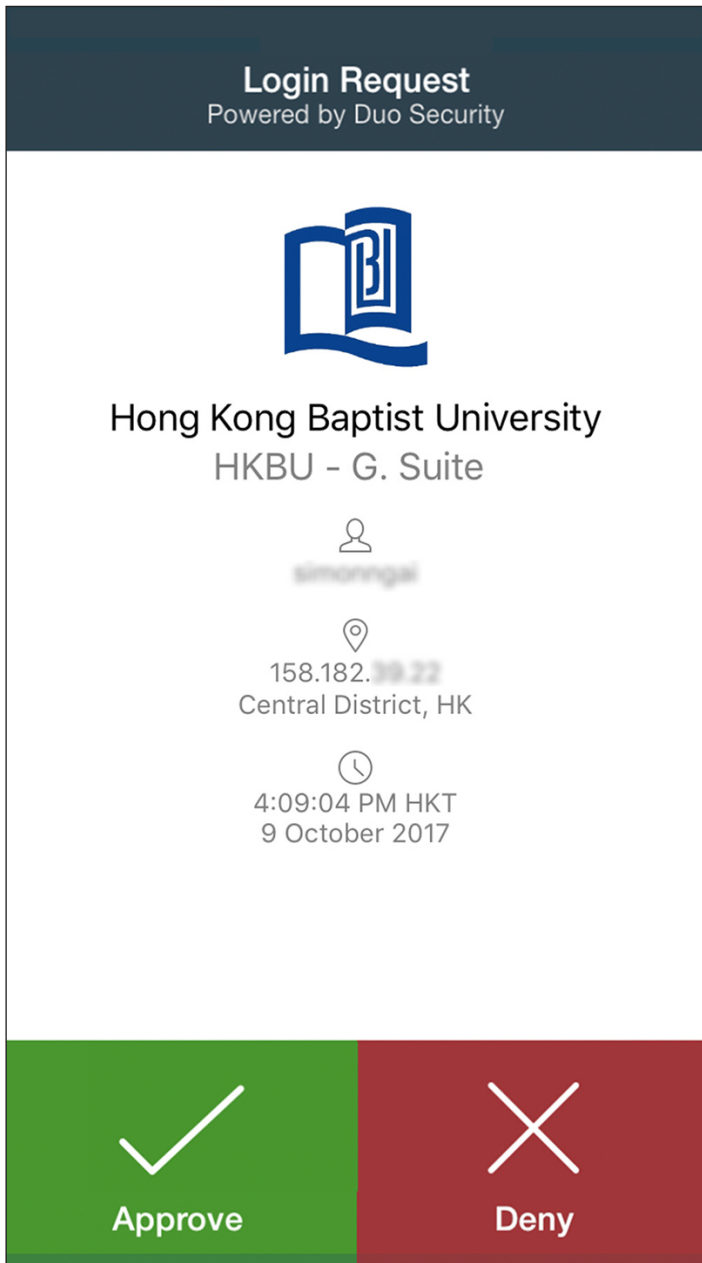 Login Request
Powered by Duo Security
Hong Kong Baptist University
HKBU - G. Suite
158.182.
Central District, HK
4:09:04 PM HKT
9 October 2017
Approve
Deny